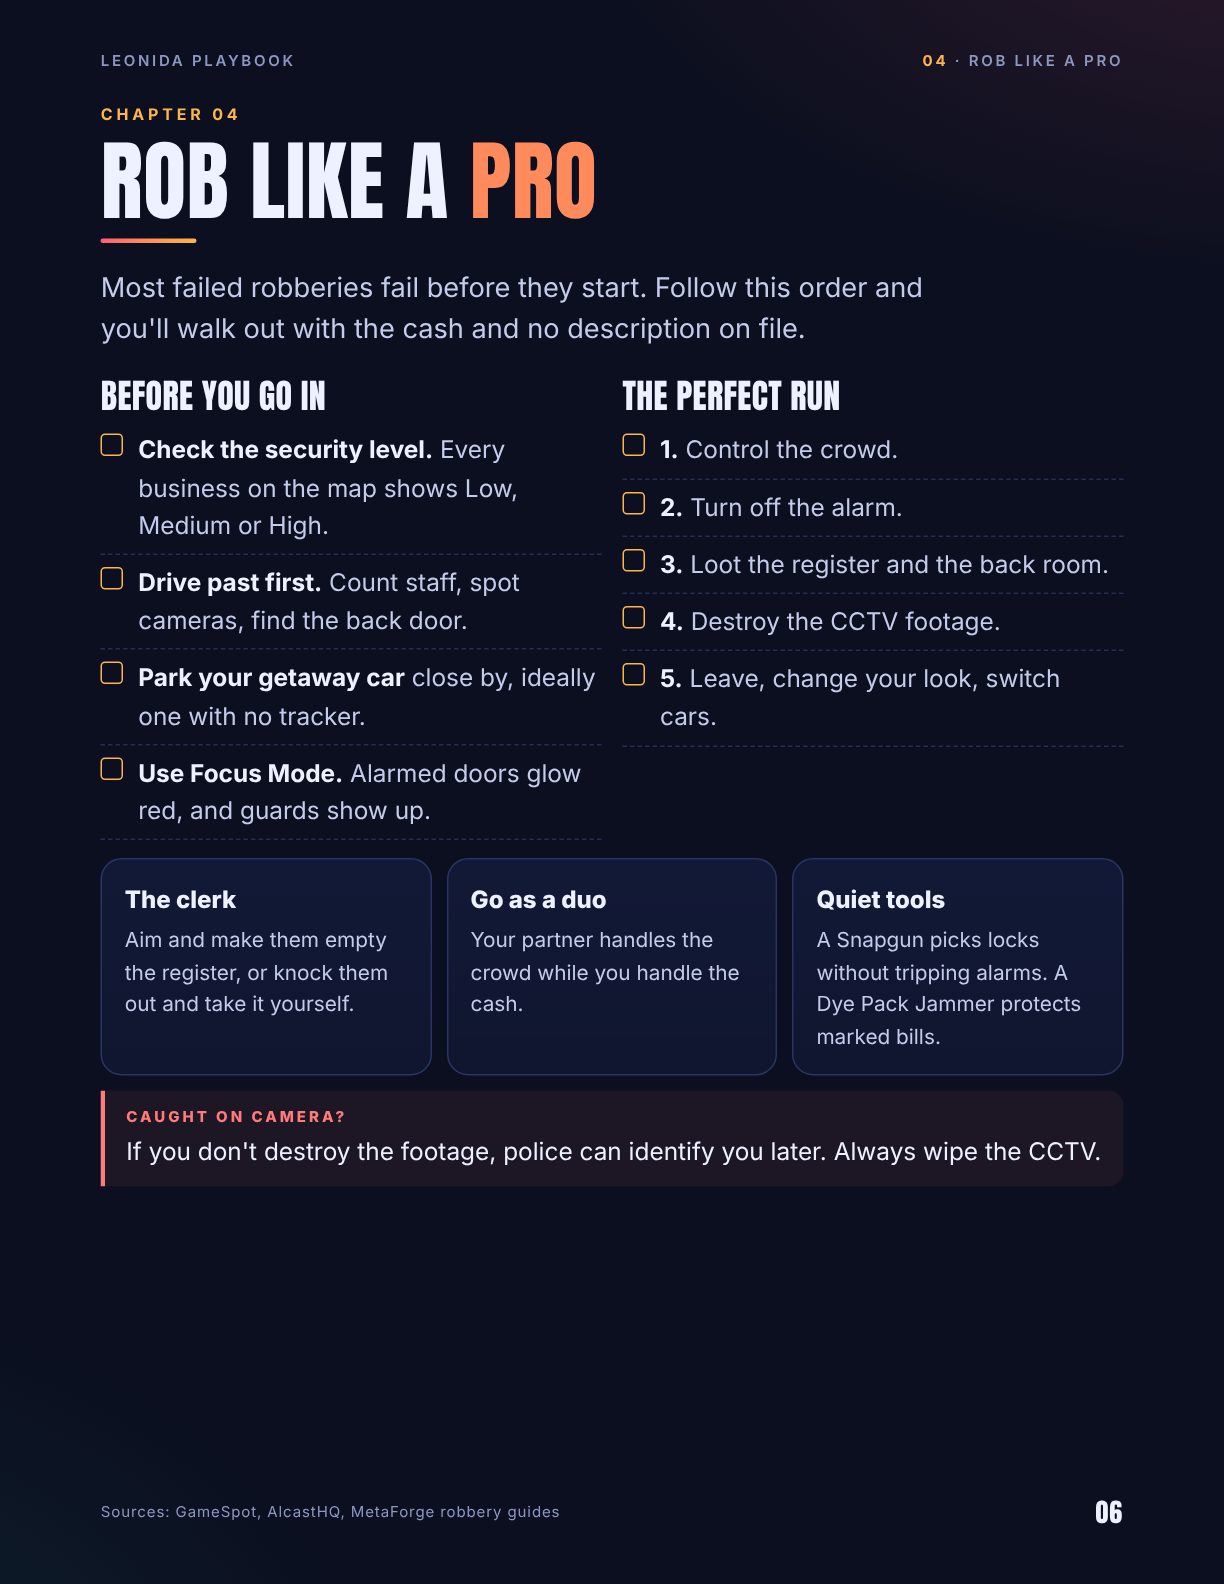 LEONIDA PLAYBOOK
04 · ROB LIKE A PRO
CHAPTER 04
ROB LIKE A PRO
Most failed robberies fail before they start. Follow this order and
you'll walk out with the cash and no description on file.
BEFORE YOU GO IN
Check the security level. Every
business on the map shows Low,
Medium or High.
Drive past first. Count staff, spot
cameras, find the back door.
Park your getaway car close by, ideally
one with no tracker.
Use Focus Mode. Alarmed doors glow
red, and guards show up.
THE PERFECT RUN
1. Control the crowd.
2. Turn off the alarm.
3. Loot the register and the back room.
4. Destroy the CCTV footage.
5. Leave, change your look, switch
cars.
The clerk
Aim and make them empty
the register, or knock them
out and take it yourself.
Go as a duo
Your partner handles the
crowd while you handle the
cash.
Quiet tools
A Snapgun picks locks
without tripping alarms. A
Dye Pack Jammer protects
marked bills.
CAUGHT ON CAMERA?
If you don't destroy the footage, police can identify you later. Always wipe the CCTV.
Sources: GameSpot, AlcastHQ, MetaForge robbery guides
06